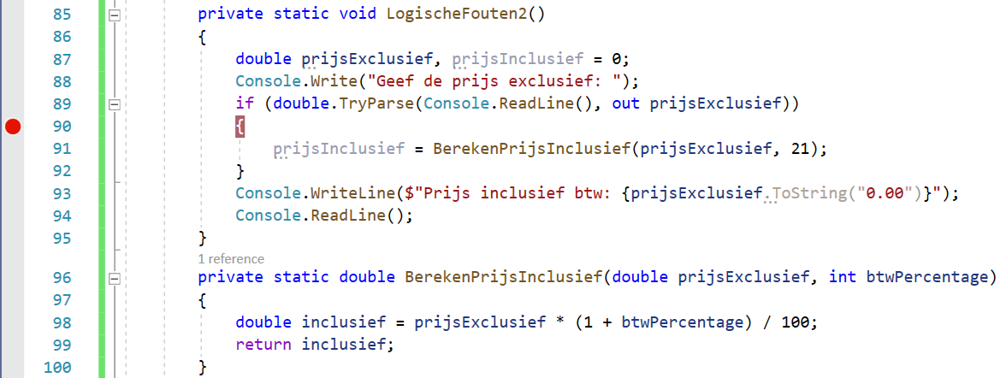 85 private static void LogischeFouten2()
86 {
87 double prijsExclusief, prijsInclusief = 0;
88 Console.Write("Geef de prijs exclusief: ");
89 if (double.TryParse(Console.ReadLine(), out prijsExclusief))
90 {
91 prijsInclusief = BerekenPrijsInclusief(prijsExclusief, 21);
92 }
93 Console.WriteLine($"Prijs inclusief btw: {prijsExclusief.ToString("0.00")}");
94 Console.ReadLine();
95 }
1 reference
96 private static double BerekenPrijsInclusief(double prijsExclusief, int btwPercentage)
97 {
98 double inclusief = prijsExclusief * (1 + btwPercentage) / 100;
99 return inclusief;
100 }